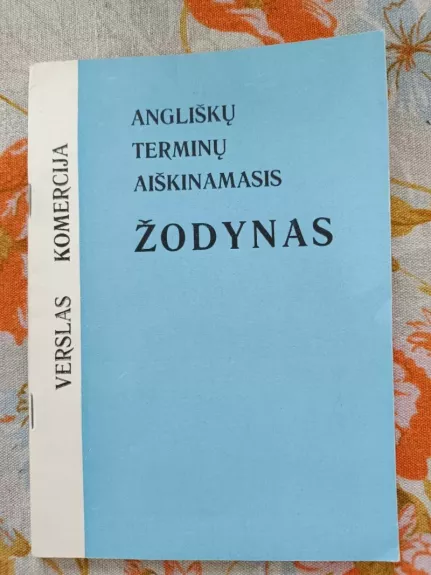 ANGLIŠKŲ
TERMINŲ
AIŠKINAMASIS
ŽODYNAS
VERSLAS KOMERCIJA